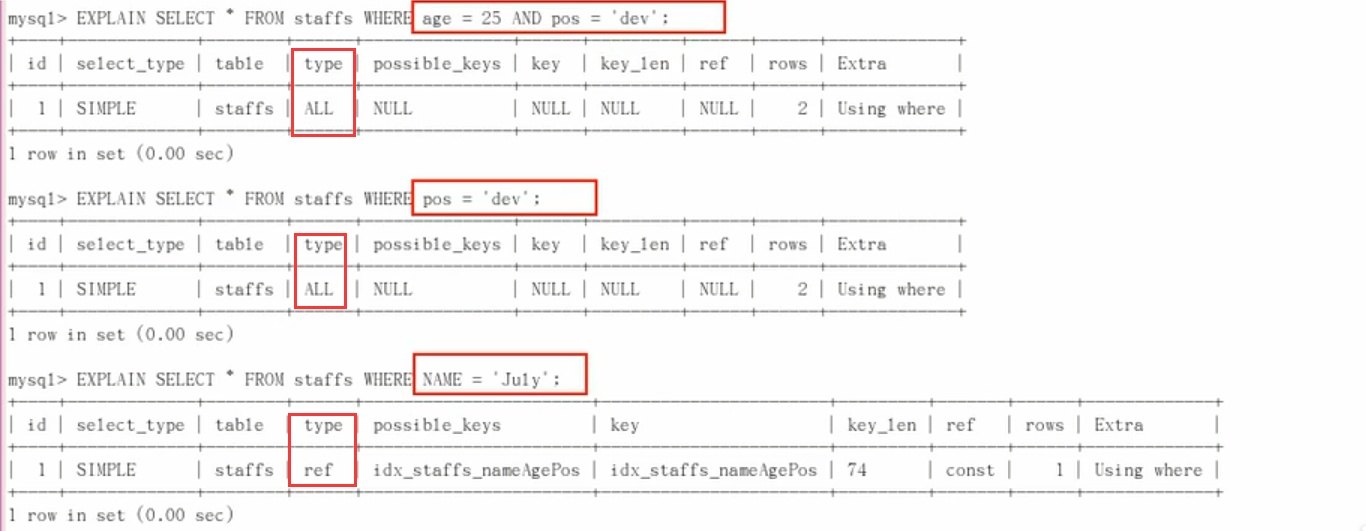 mysql> EXPLAIN SELECT * FROM staffs WHERE age = 25 AND pos = 'dev';
| id | select_type | table | type | possible_keys | key | key_len | ref | rows | Extra |
| 1 | SIMPLE | staffs | ALL | NULL | NULL | NULL | NULL | 2 | Using where |
1 row in set (0.00 sec)
mysql> EXPLAIN SELECT * FROM staffs WHERE pos = 'dev';
| id | select_type | table | type | possible_keys | key | key_len | ref | rows | Extra |
| 1 | SIMPLE | staffs | ALL | NULL | NULL | NULL | NULL | 2 | Using where |
1 row in set (0.00 sec)
mysql> EXPLAIN SELECT * FROM staffs WHERE NAME = 'July';
| id | select_type | table | type | possible_keys | key | key_len | ref | rows | Extra |
| 1 | SIMPLE | staffs | ref | idx_staffs_nameAgePos | idx_staffs_nameAgePos | 74 | const | 1 | Using where |
1 row in set (0.00 sec)